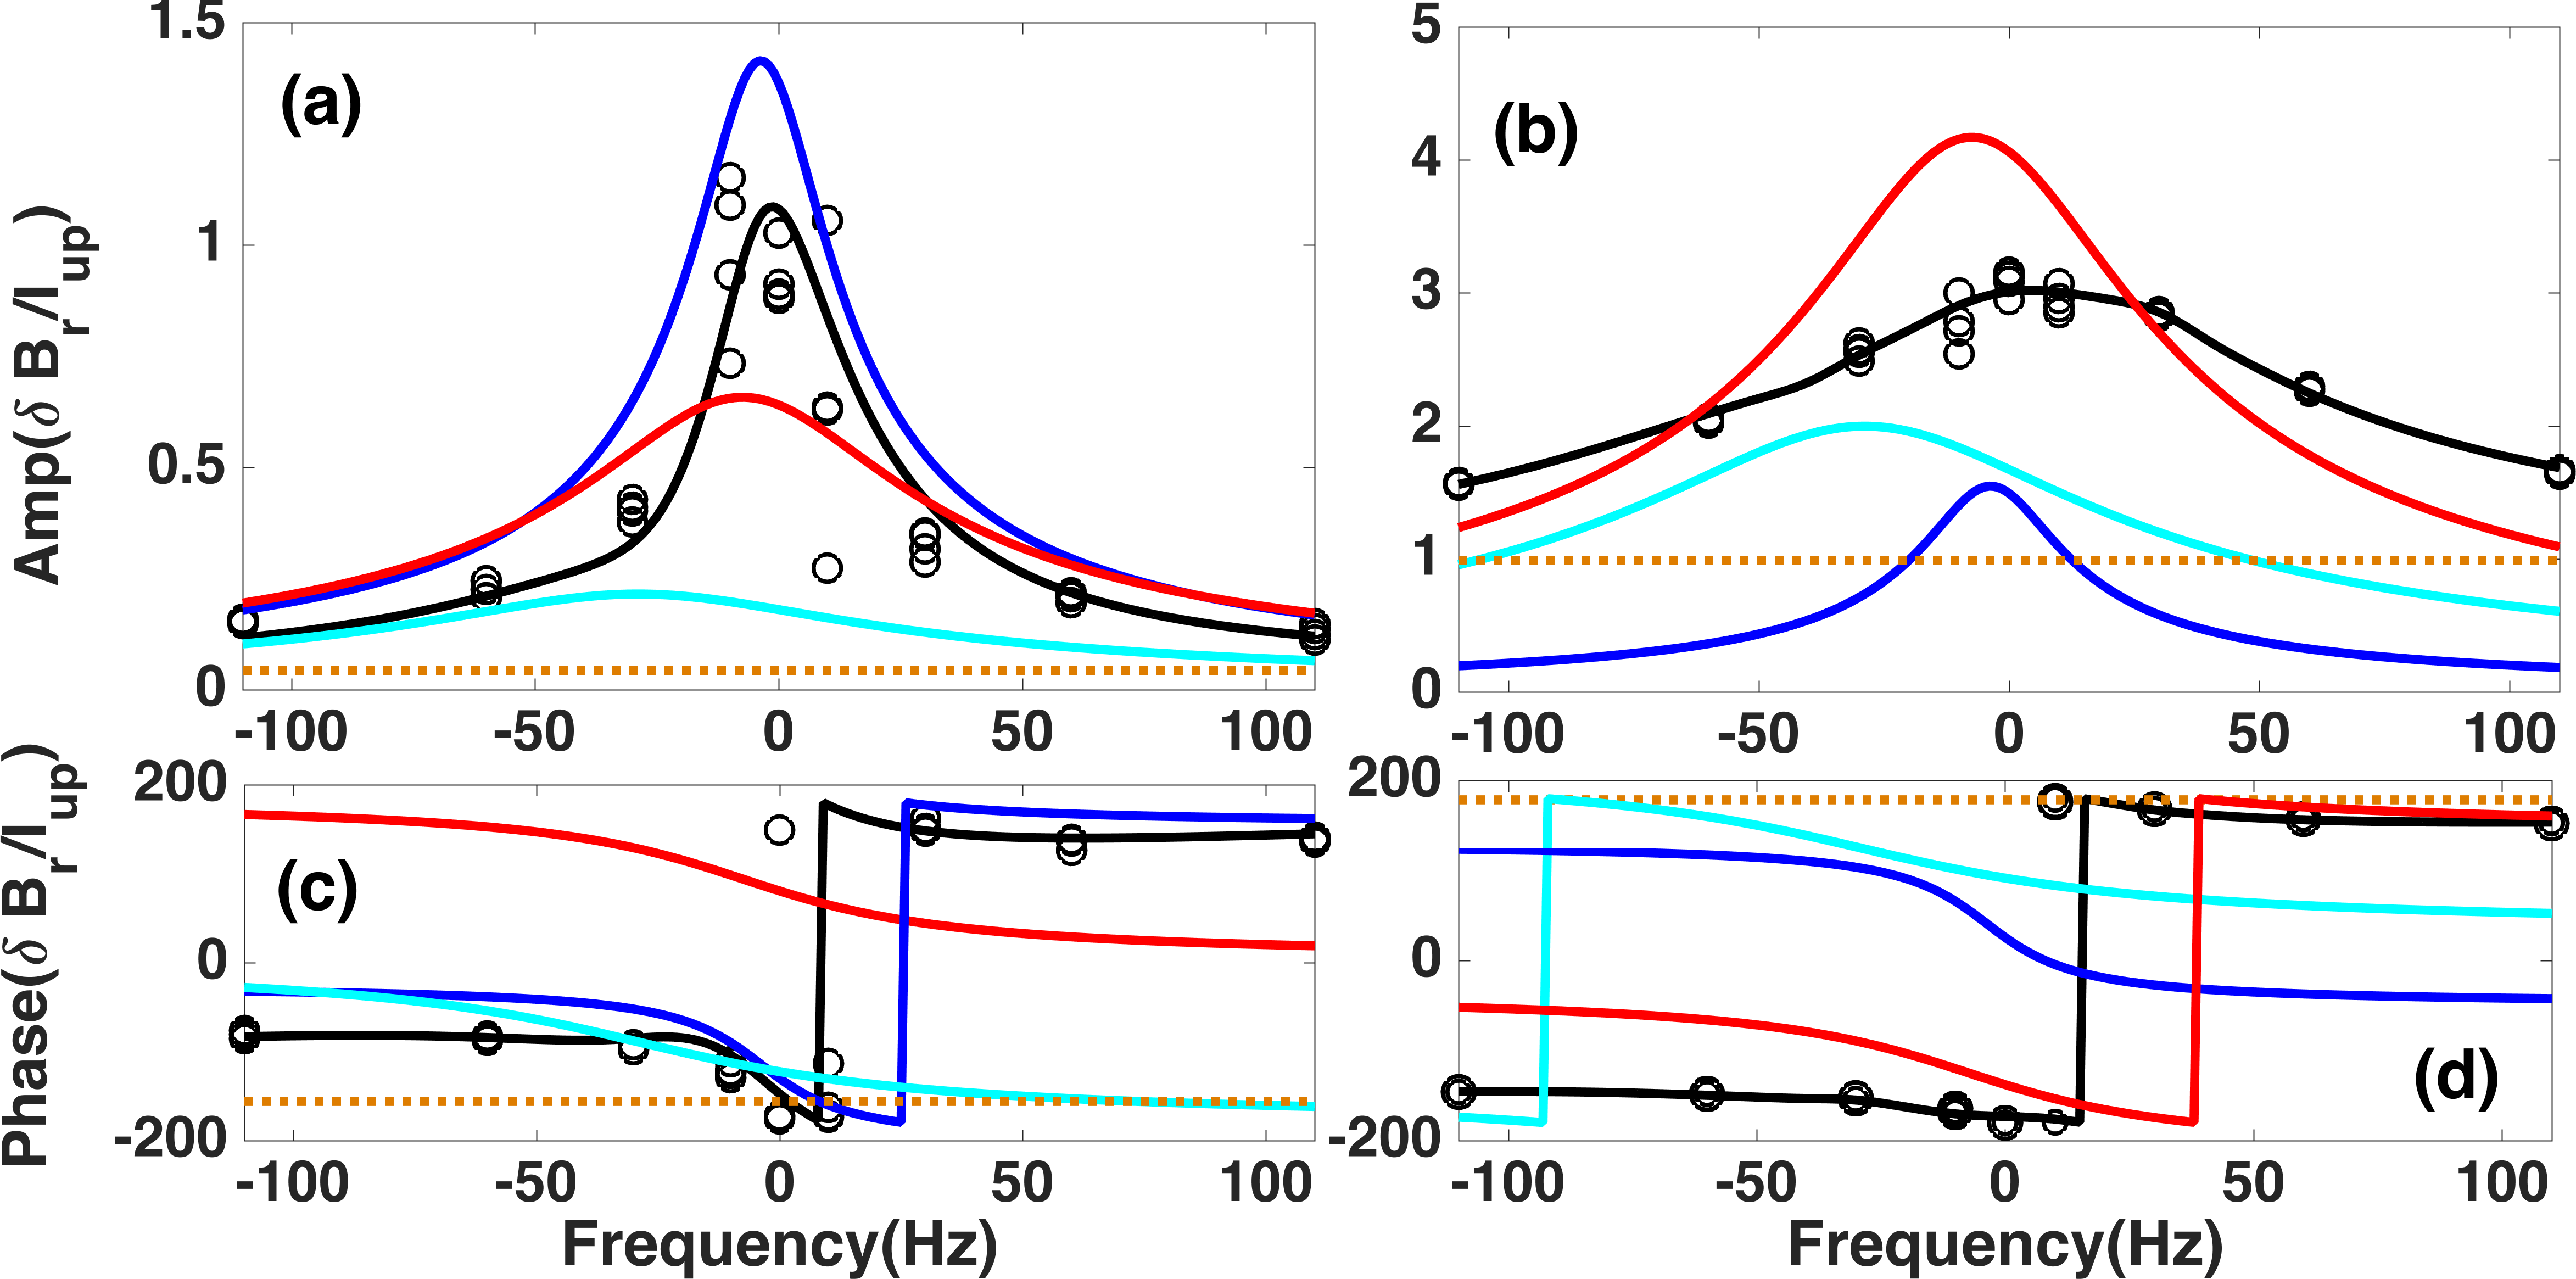 Amp(δ B_r/I_up)
1.5
1
0.5
0
(a)
-100 -50 0 50 100
5
4
3
2
1
0
(b)
-100 -50 0 50 100
Phase(δ B_r/I_up)
200
0
-200
(c)
-100 -50 0 50 100
Frequency(Hz)
200
0
-200
(d)
-100 -50 0 50 100
Frequency(Hz)